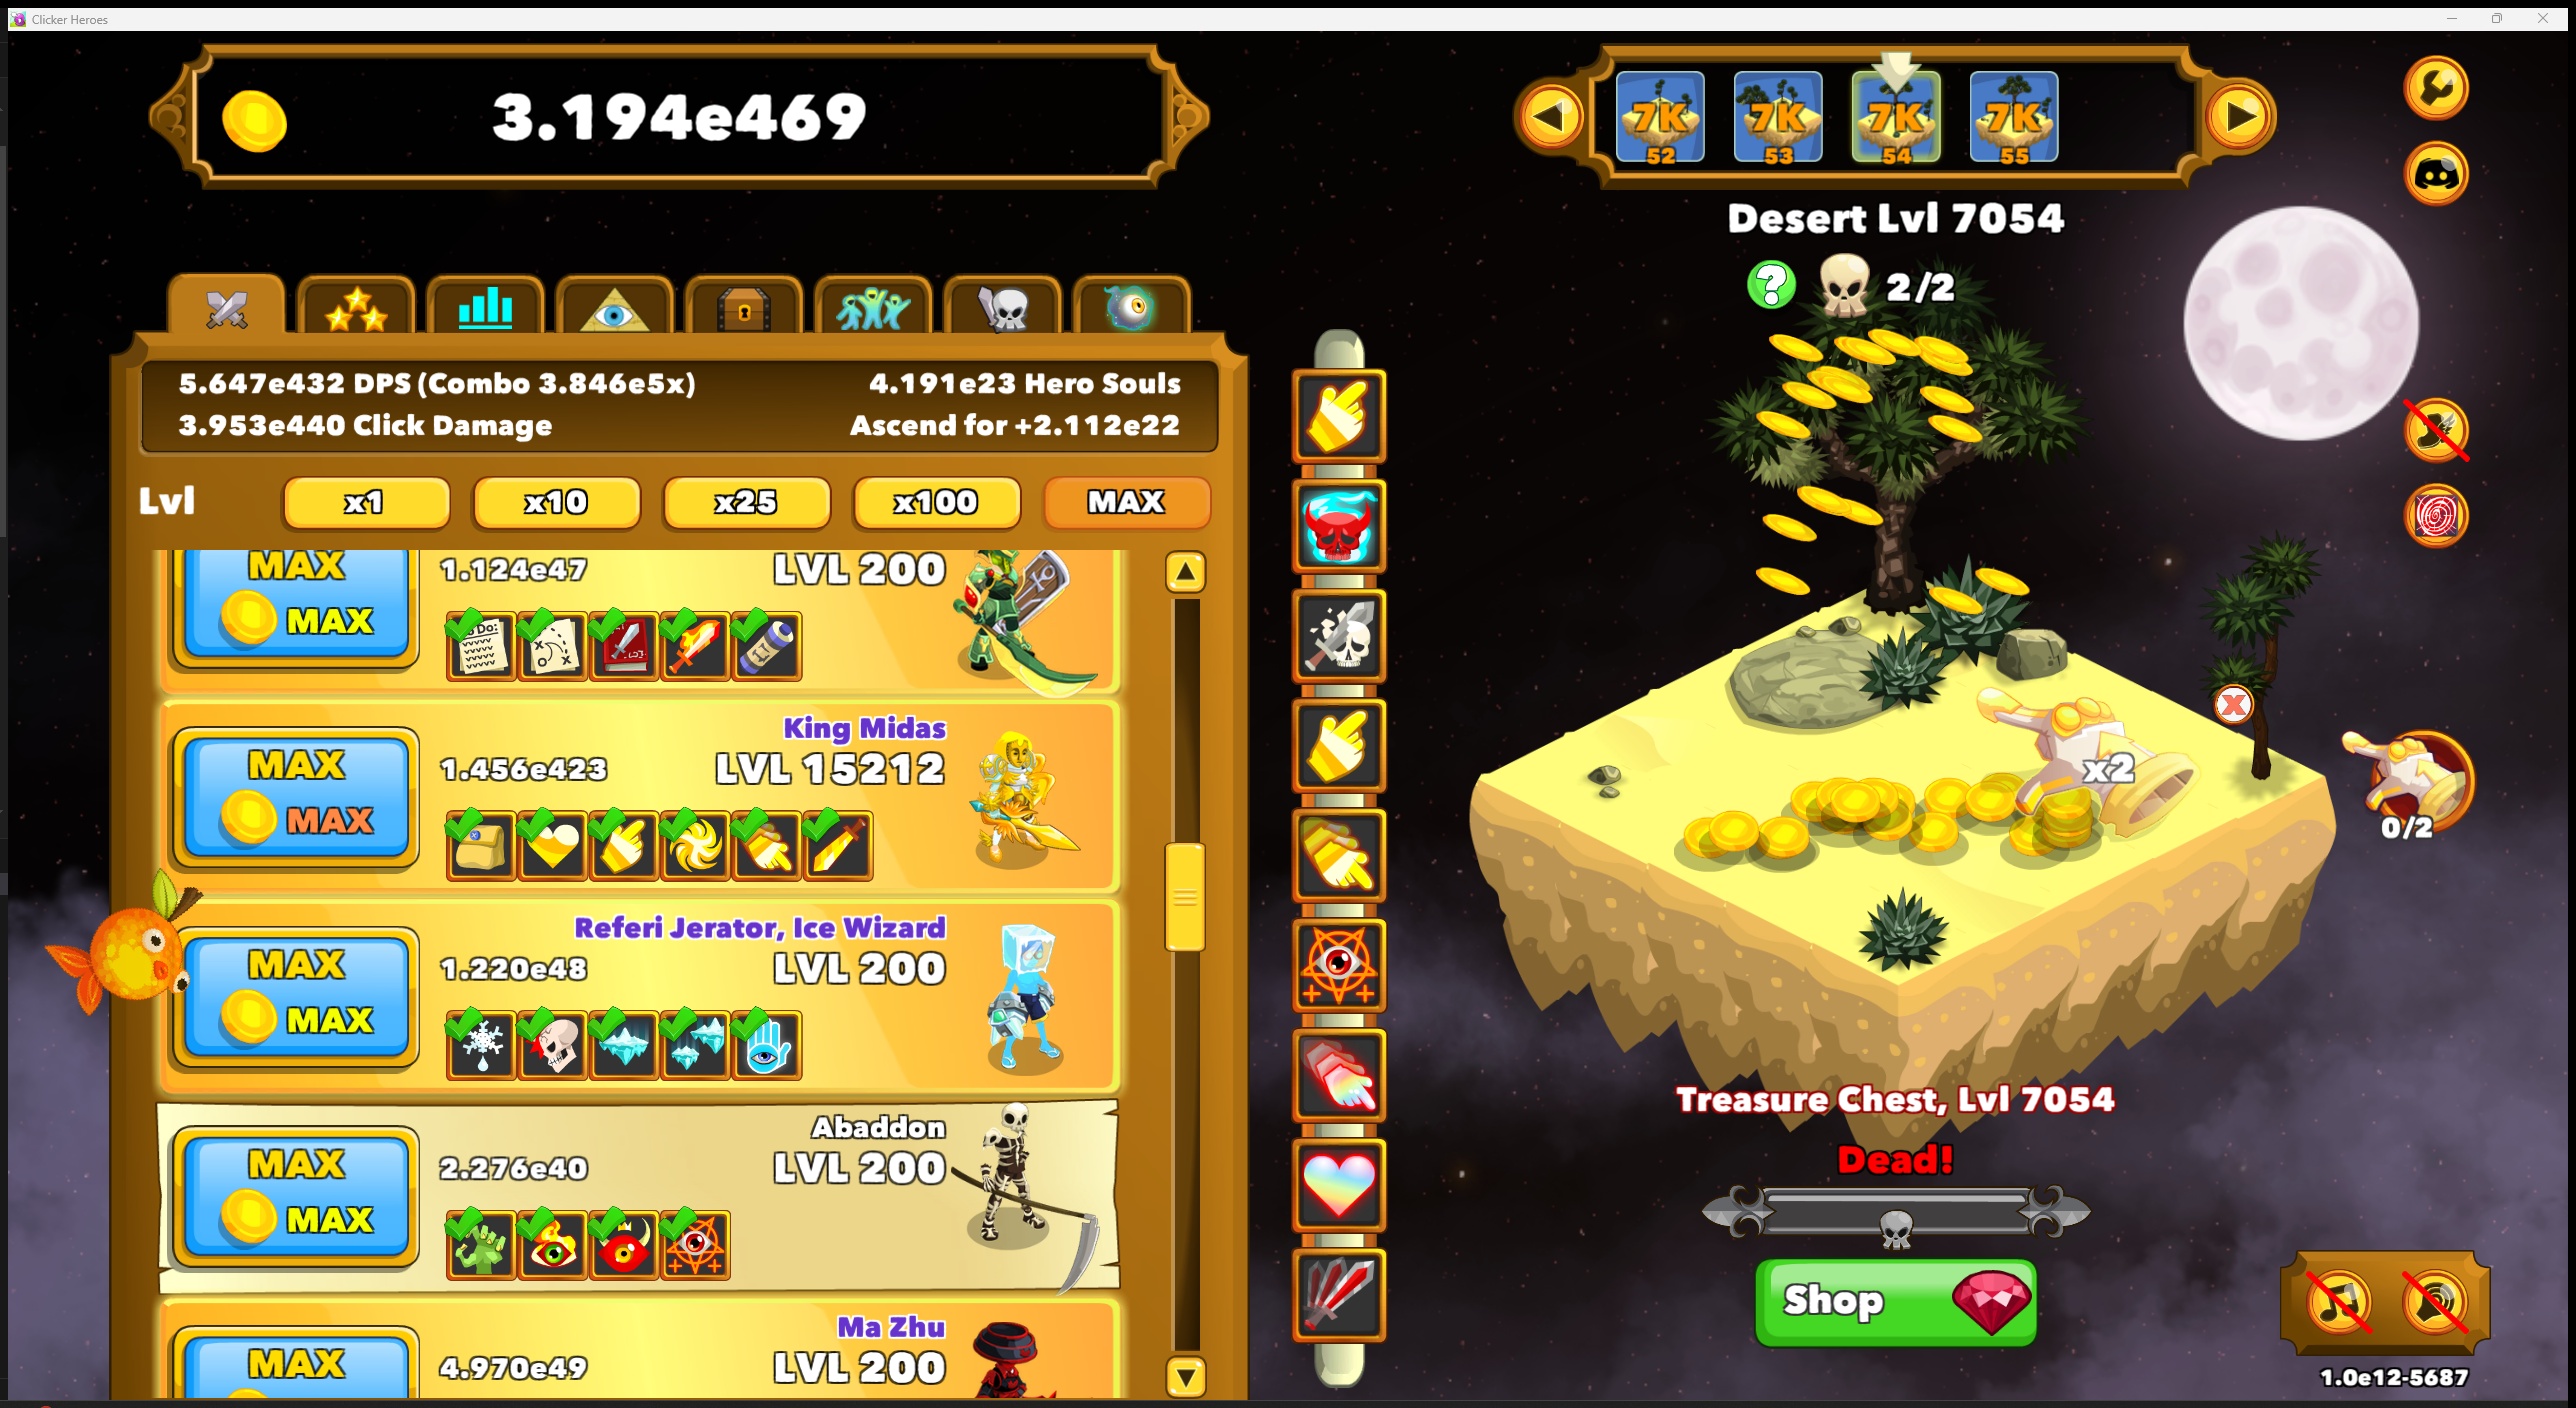 Clicker Heroes
3.194e469
7K
52
7K
53
7K
54
7K
55
Desert Lvl 7054
2/2
5.647e432 DPS (Combo 3.846e5x)
4.191e23 Hero Souls
3.953e440 Click Damage
Ascend for +2.112e22
Lvl
x1
x10
x25
x100
MAX
MAX
MAX
1.124e47
LVL 200
Do:
King Midas
MAX
MAX
1.456e423
LVL 15212
Referi Jerator, Ice Wizard
MAX
MAX
1.220e48
LVL 200
Abaddon
MAX
MAX
2.276e40
LVL 200
Ma Zhu
MAX
4.970e49
LVL 200
x2
0/2
Treasure Chest, Lvl 7054
Dead!
Shop
1.0e12-5687